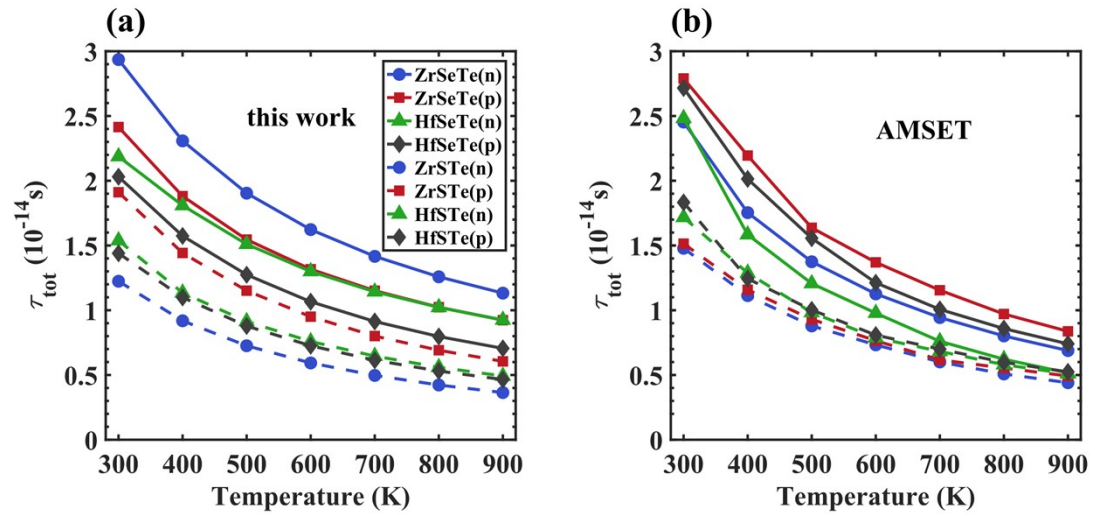 (a)
τtot (10-14s)
3
2.5
2
1.5
1
0.5
0
this work
ZrSeTe(n)
ZrSeTe(p)
HfSeTe(n)
HfSeTe(p)
ZrSTe(n)
ZrSTe(p)
HfSTe(n)
HfSTe(p)
300 400 500 600 700 800 900
Temperature (K)
(b)
τtot (10-14s)
3
2.5
2
1.5
1
0.5
0
AMSET
300 400 500 600 700 800 900
Temperature (K)